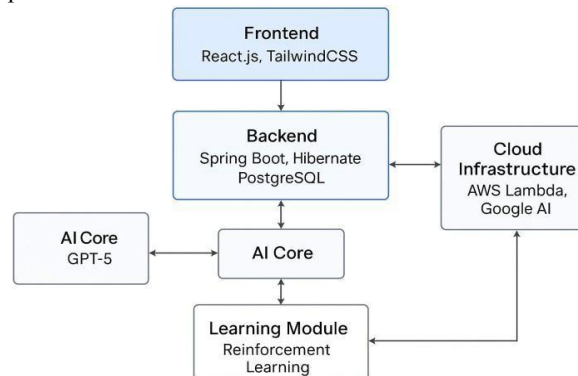 Frontend
React.js, TailwindCSS
Backend
Spring Boot, Hibernate
PostgreSQL
Cloud
Infrastructure
AWS Lambda,
Google AI
AI Core
GPT-5
AI Core
Learning Module
Reinforcement
Learning